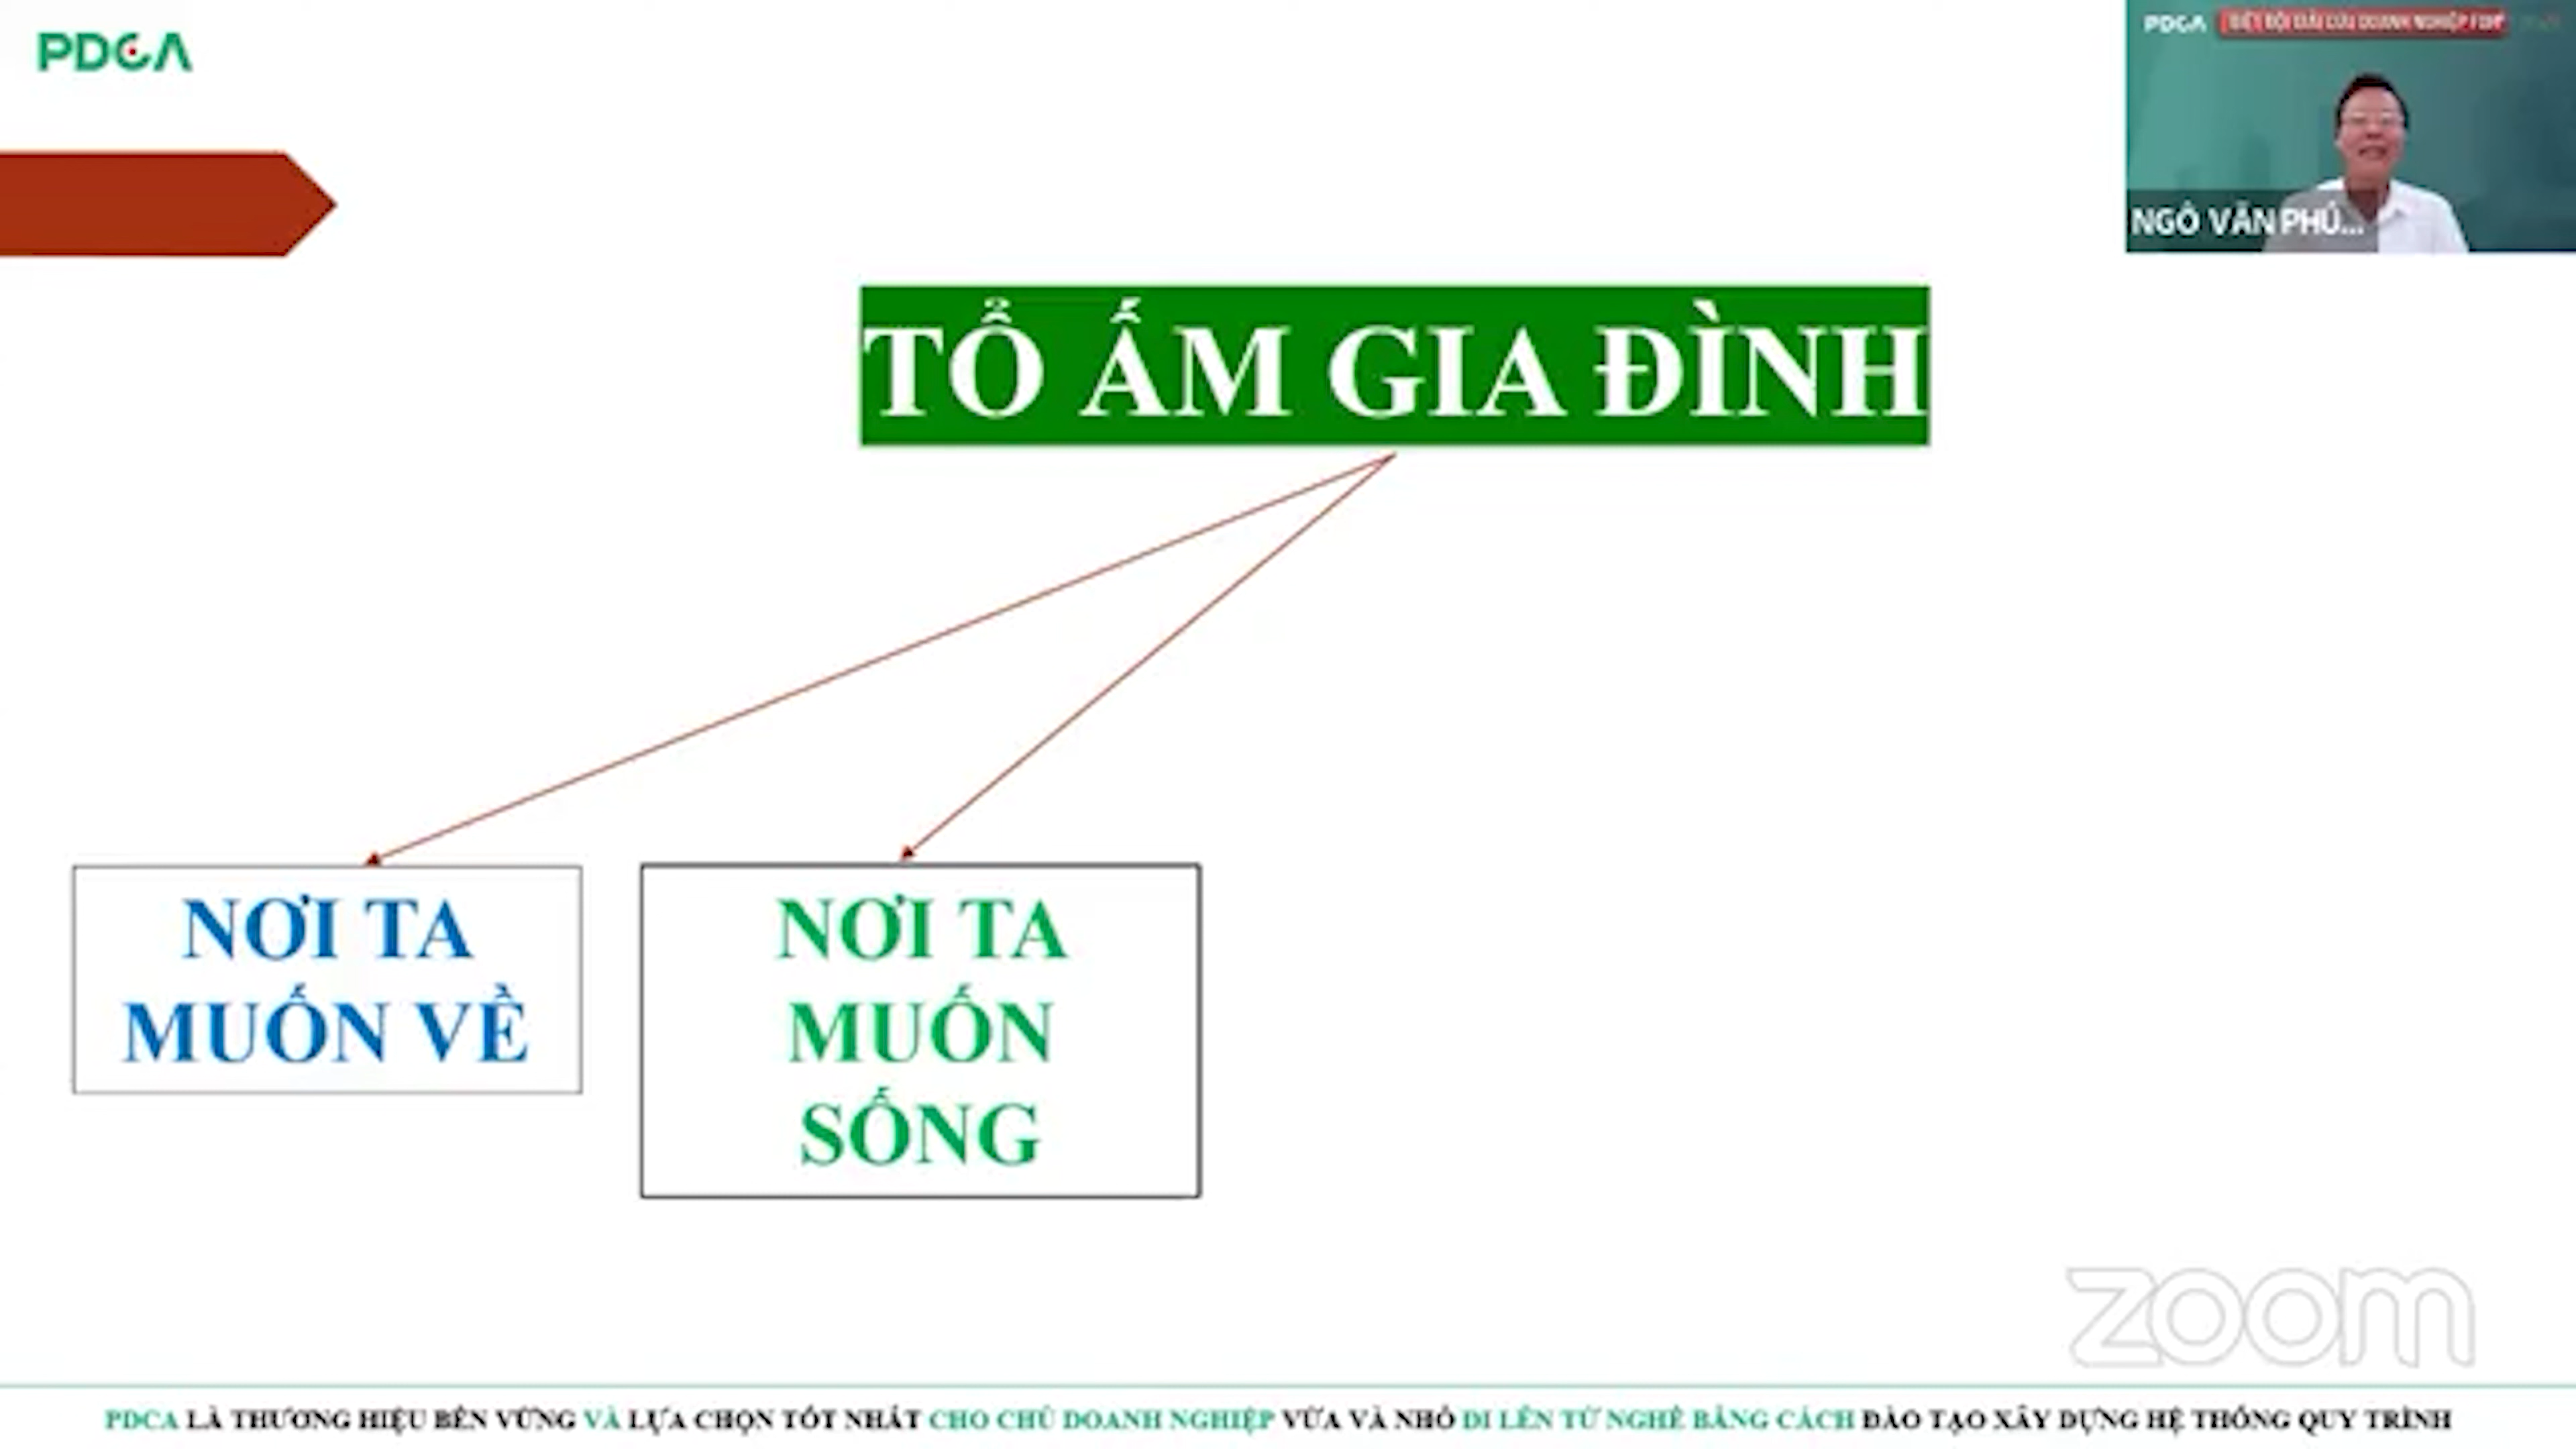 PDCA
PDCA
NGÔ VĂN PHÚ...
TỔ ẤM GIA ĐÌNH
NƠI TA
MUỐN VỀ
NƠI TA
MUỐN
SỐNG
zoom
PDCA LÀ THƯƠNG HIỆU BỀN VỮNG VÀ LỰA CHỌN TỐT NHẤT CHO CHỦ DOANH NGHIỆP VỪA VÀ NHỎ ĐI LÊN TỪ NGHỀ BẰNG CÁCH ĐÀO TẠO XÂY DỰNG HỆ THỐNG QUY TRÌNH